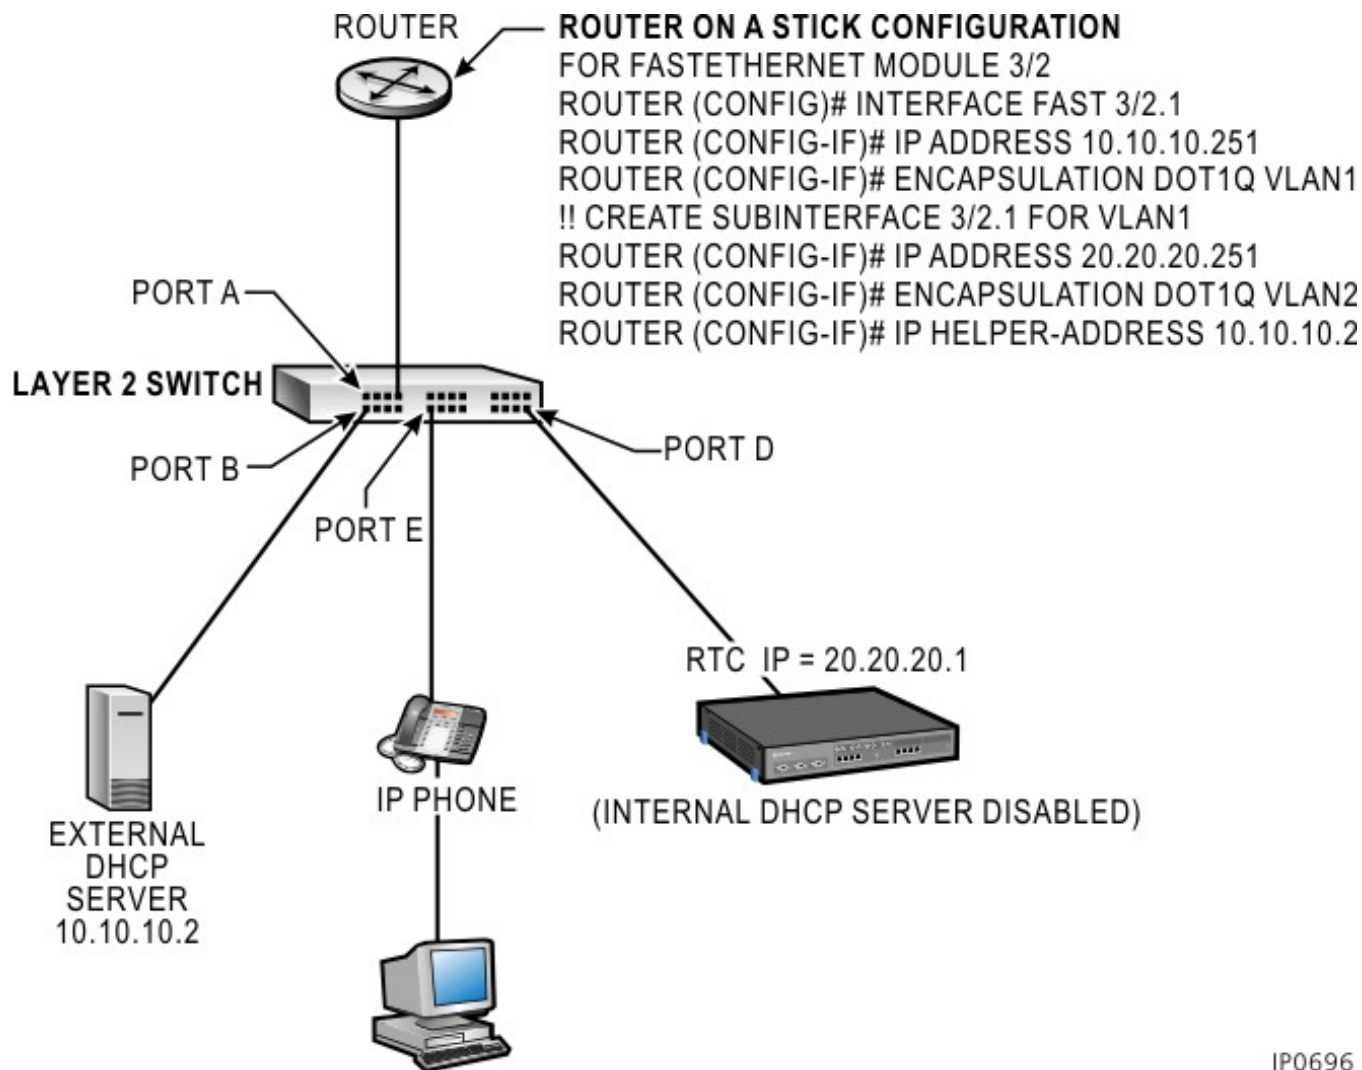 ROUTER
ROUTER ON A STICK CONFIGURATION
FOR FASTETHERNET MODULE 3/2
ROUTER (CONFIG)# INTERFACE FAST 3/2.1
ROUTER (CONFIG-IF)# IP ADDRESS 10.10.10.251
ROUTER (CONFIG-IF)# ENCAPSULATION DOT1Q VLAN1
!! CREATE SUBINTERFACE 3/2.1 FOR VLAN1
ROUTER (CONFIG-IF)# IP ADDRESS 20.20.20.251
ROUTER (CONFIG-IF)# ENCAPSULATION DOT1Q VLAN2
ROUTER (CONFIG-IF)# IP HELPER-ADDRESS 10.10.10.2
PORT A
LAYER 2 SWITCH
PORT B
PORT E
PORT D
RTC IP = 20.20.20.1
IP PHONE
(INTERNAL DHCP SERVER DISABLED)
EXTERNAL
DHCP
SERVER
10.10.10.2
IP0696